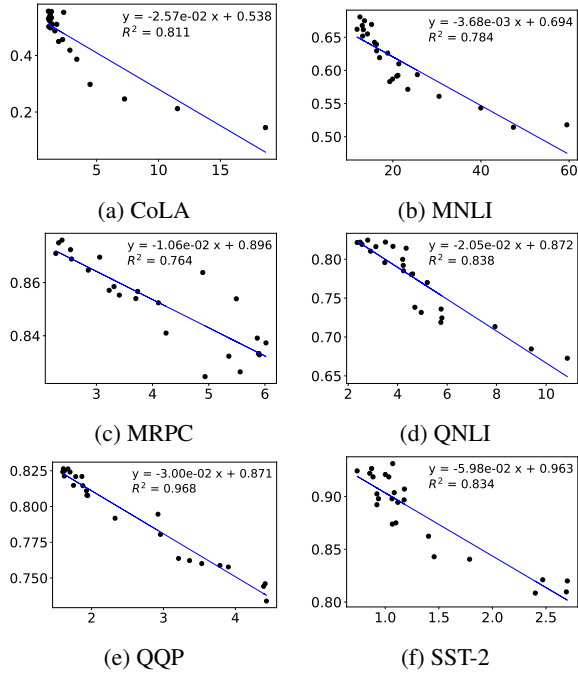 y = -2.57e-02 x + 0.538
R² = 0.811
0.4
0.2
5
10
15
(a) CoLA
y = -3.68e-03 x + 0.694
R² = 0.784
0.65
0.60
0.55
0.50
20
40
60
(b) MNLI
y = -1.06e-02 x + 0.896
R² = 0.764
0.86
0.84
3
4
5
6
(c) MRPC
y = -2.05e-02 x + 0.872
R² = 0.838
0.80
0.75
0.70
0.65
2
4
6
8
10
(d) QNLI
y = -3.00e-02 x + 0.871
R² = 0.968
0.825
0.800
0.775
0.750
2
3
4
(e) QQP
y = -5.98e-02 x + 0.963
R² = 0.834
0.90
0.85
0.80
1.0
1.5
2.0
2.5
(f) SST-2